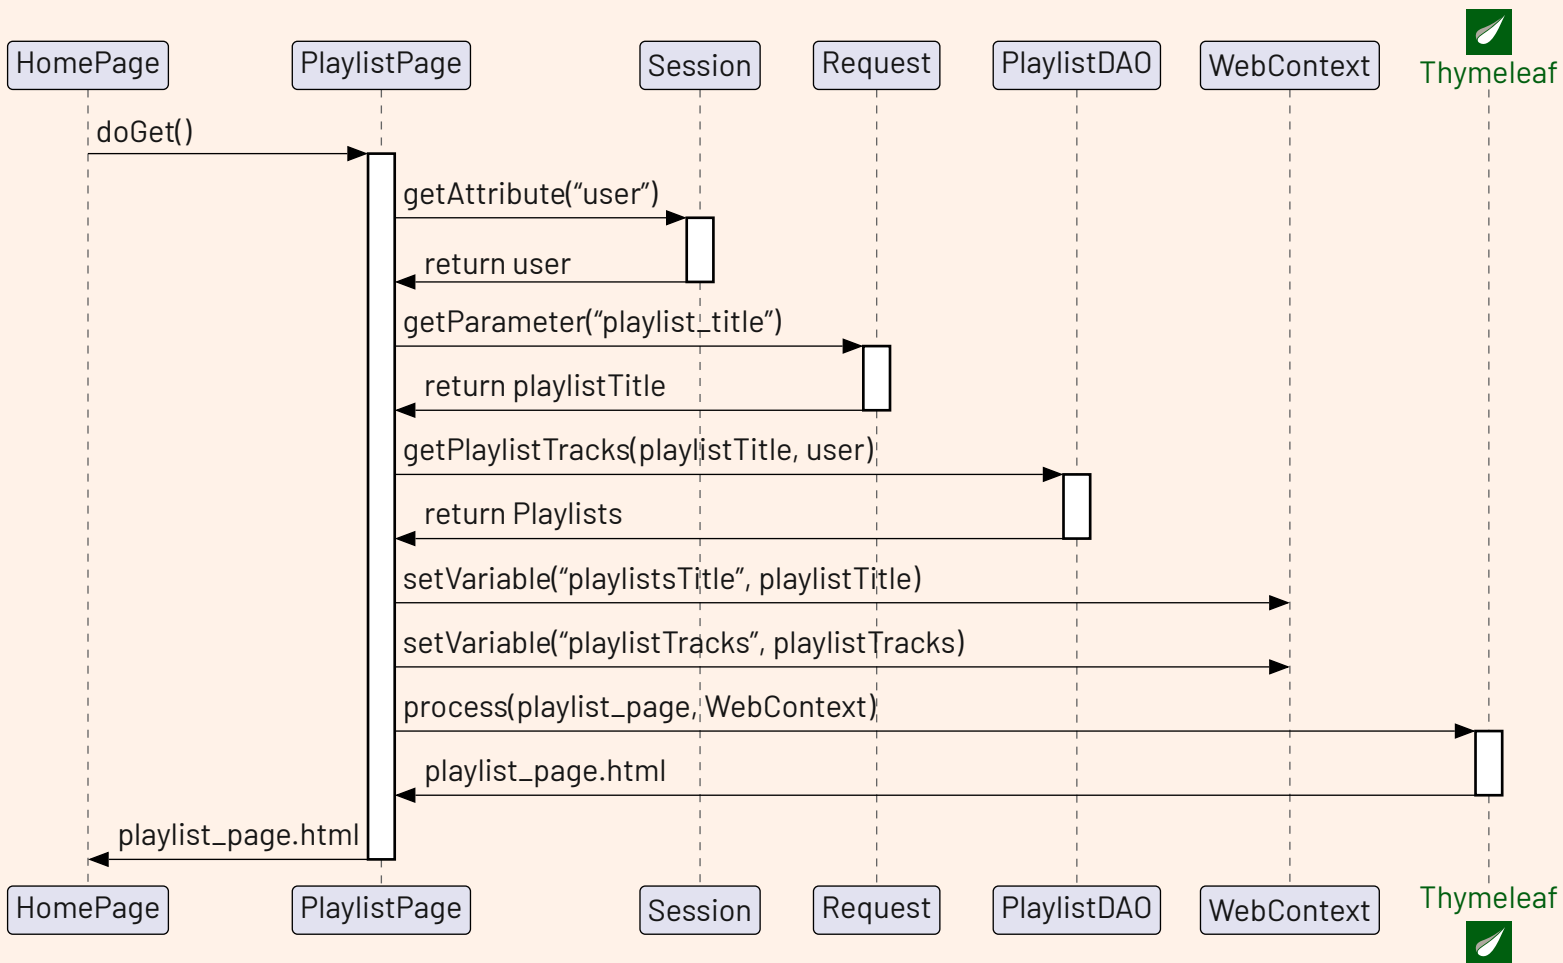 HomePage
PlaylistPage
Session
Request
PlaylistDAO
WebContext
Thymeleaf
doGet()
getAttribute(“user”)
return user
getParameter(“playlist_title”)
return playlistTitle
getPlaylistTracks(playlistTitle, user)
return Playlists
setVariable(“playlistsTitle”, playlistTitle)
setVariable(“playlistTracks”, playlistTracks)
process(playlist_page, WebContext)
playlist_page.html
playlist_page.html
HomePage
PlaylistPage
Session
Request
PlaylistDAO
WebContext
Thymeleaf